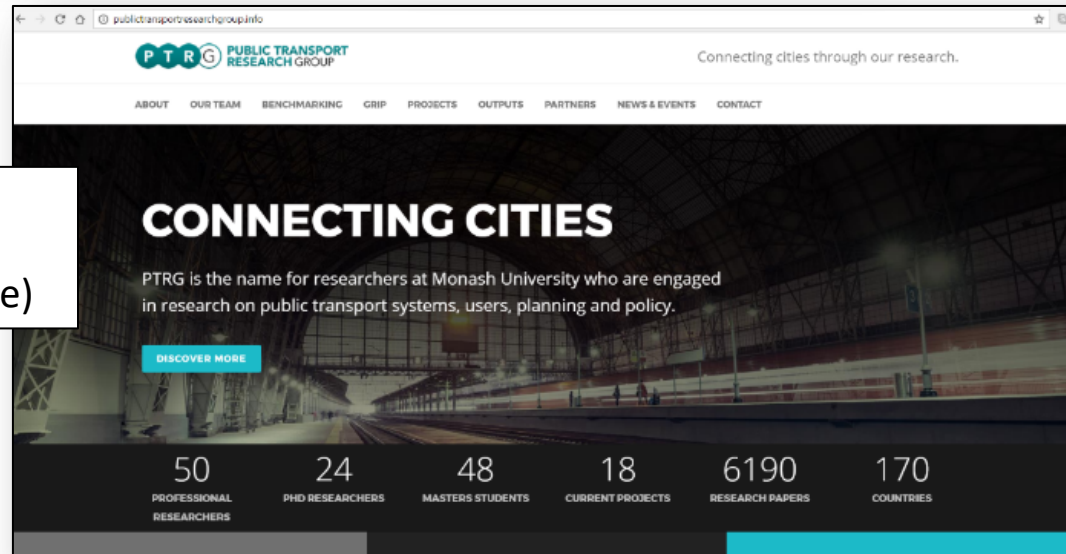 publictransportresearchgroup.info
PTRG PUBLIC TRANSPORT
RESEARCH GROUP
Connecting cities through our research.
ABOUT OUR TEAM BENCHMARKING GRIP PROJECTS OUTPUTS PARTNERS NEWS & EVENTS CONTACT
e)
CONNECTING CITIES
PTRG is the name for researchers at Monash University who are engaged
in research on public transport systems, users, planning and policy.
DISCOVER MORE
50 24 48 18 6190 170
PROFESSIONAL PHD RESEARCHERS MASTERS STUDENTS CURRENT PROJECTS RESEARCH PAPERS COUNTRIES
RESEARCHERS